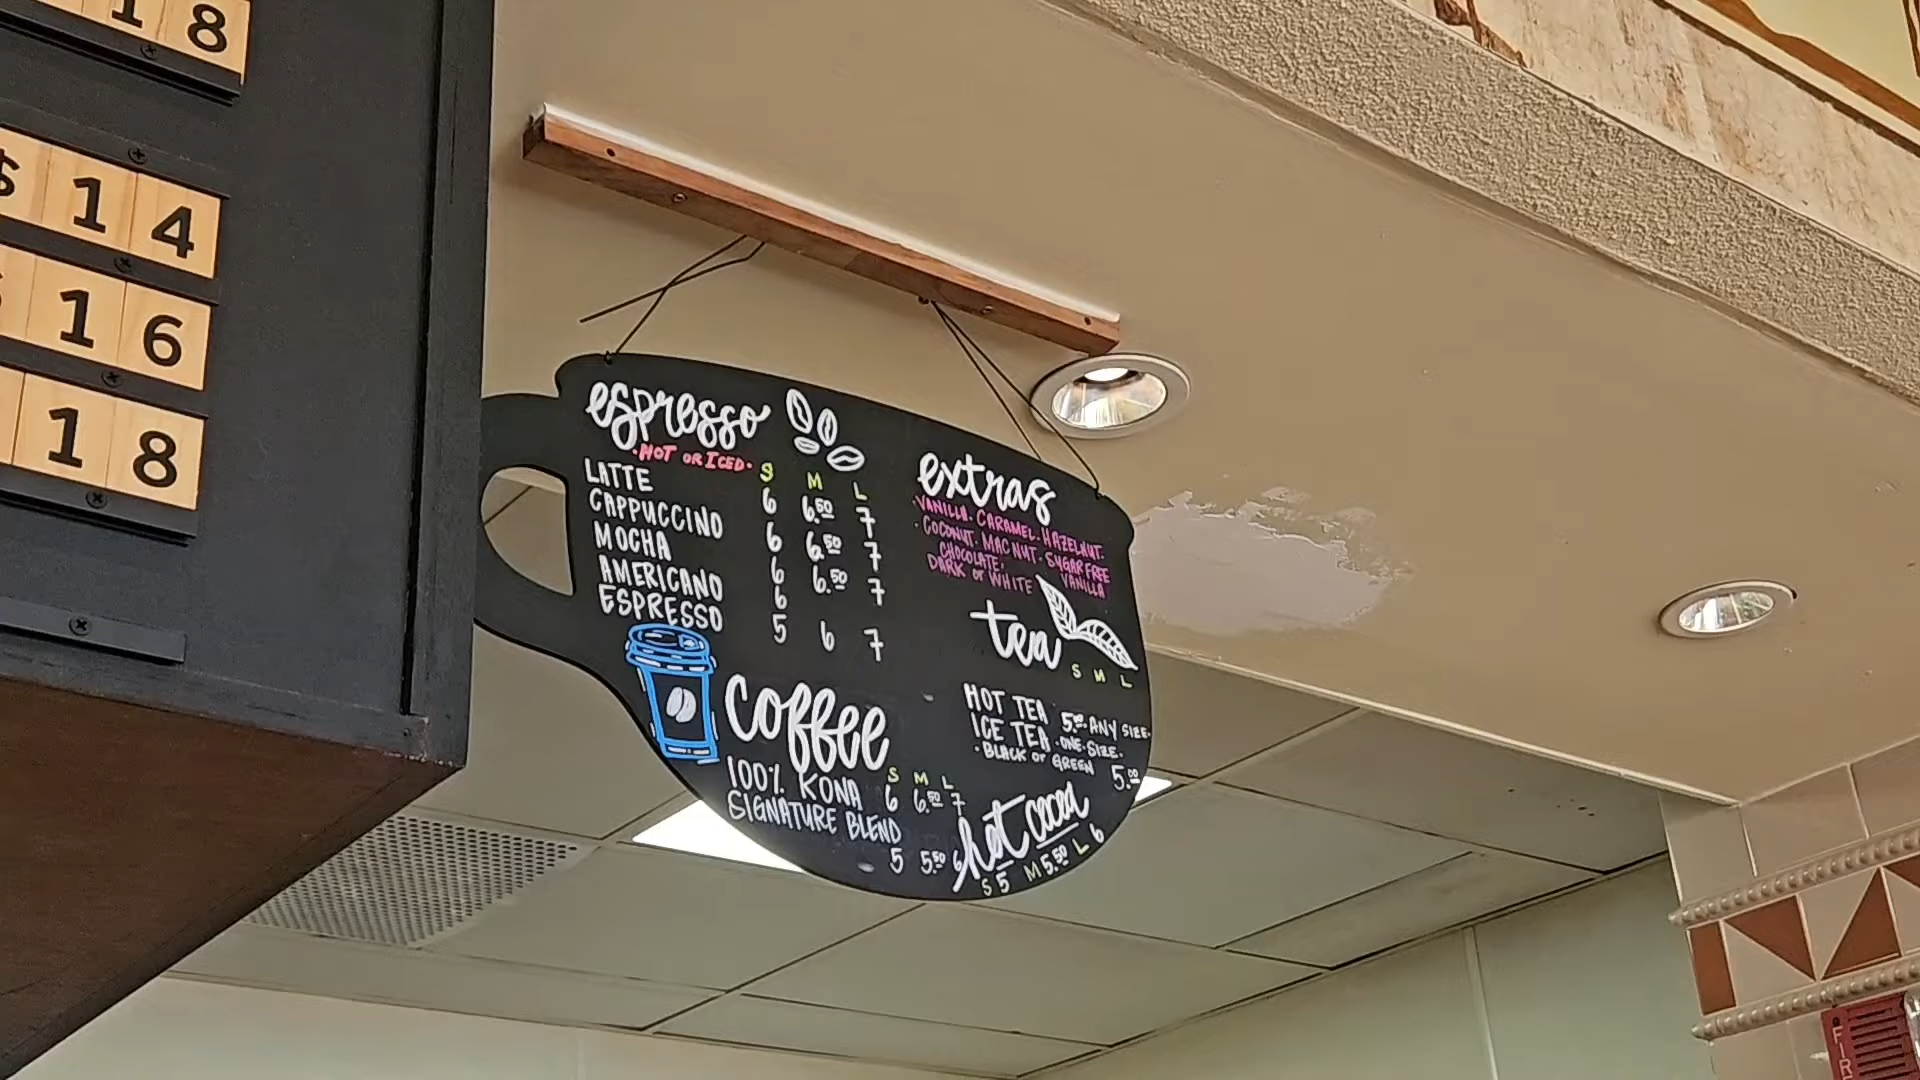 18
$14
16
18
espresso
·HOT OR ICED· S M L
LATTE 6 6.50 7
CAPPUCCINO 6 6.50 7
MOCHA 6 6.50 7
AMERICANO 6
ESPRESSO 5 6 7
extras
·VANILLA·CARAMEL·HAZELNUT·
·COCONUT·MAC NUT·SUGAR FREE
CHOCOLATE, VANILLA
DARK or WHITE
tea
S M L
HOT TEA 5.00·ANY SIZE·
ICE TEA·ONE·SIZE·
·BLACK or GREEN 5.00
coffee
S M L
100% KONA 6 6.50 7
SIGNATURE BLEND
5 5.50 6
hot cocoa
S 5 M 5.50 L 6
FIR